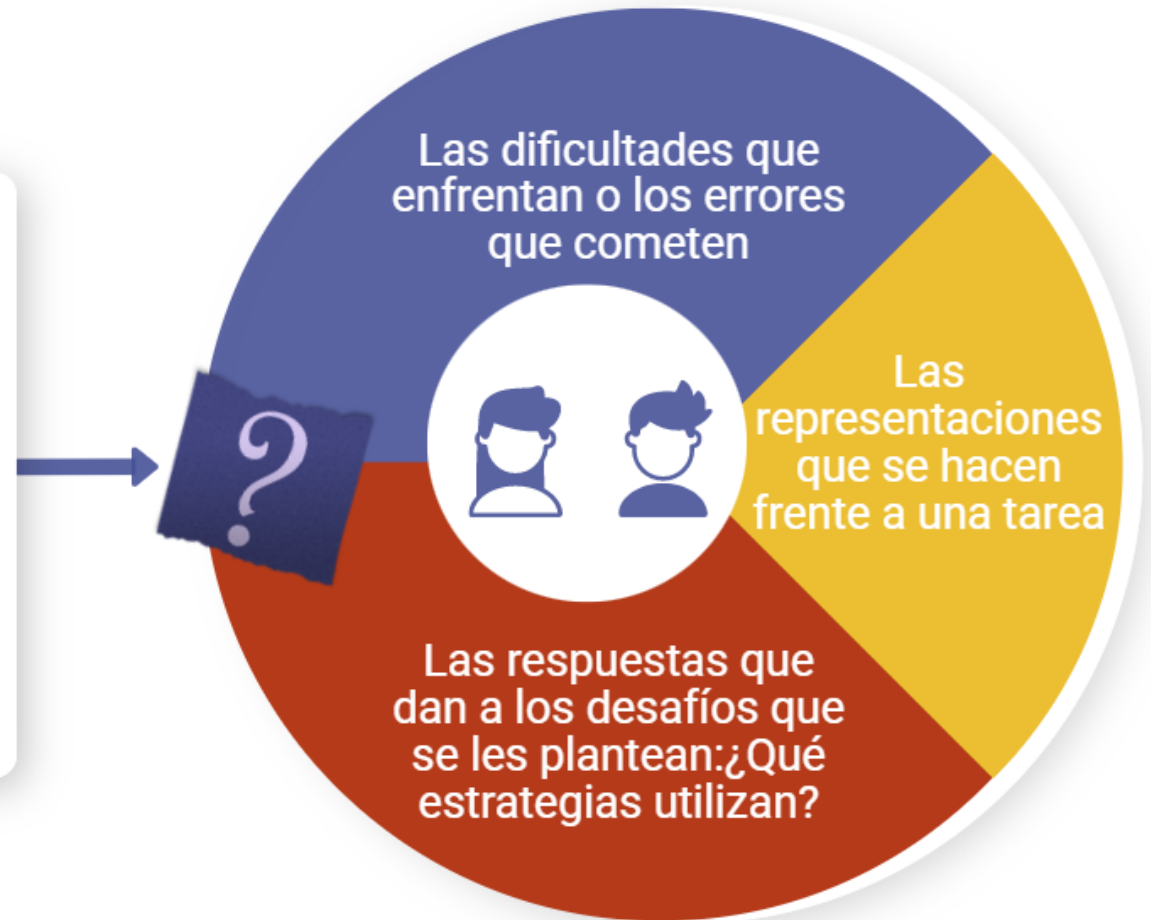 Las dificultades que
enfrentan o los errores
que cometen
Las
representaciones
que se hacen
frente a una tarea
?
Las respuestas que
dan a los desafíos que
se les plantean:¿Qué
estrategias utilizan?